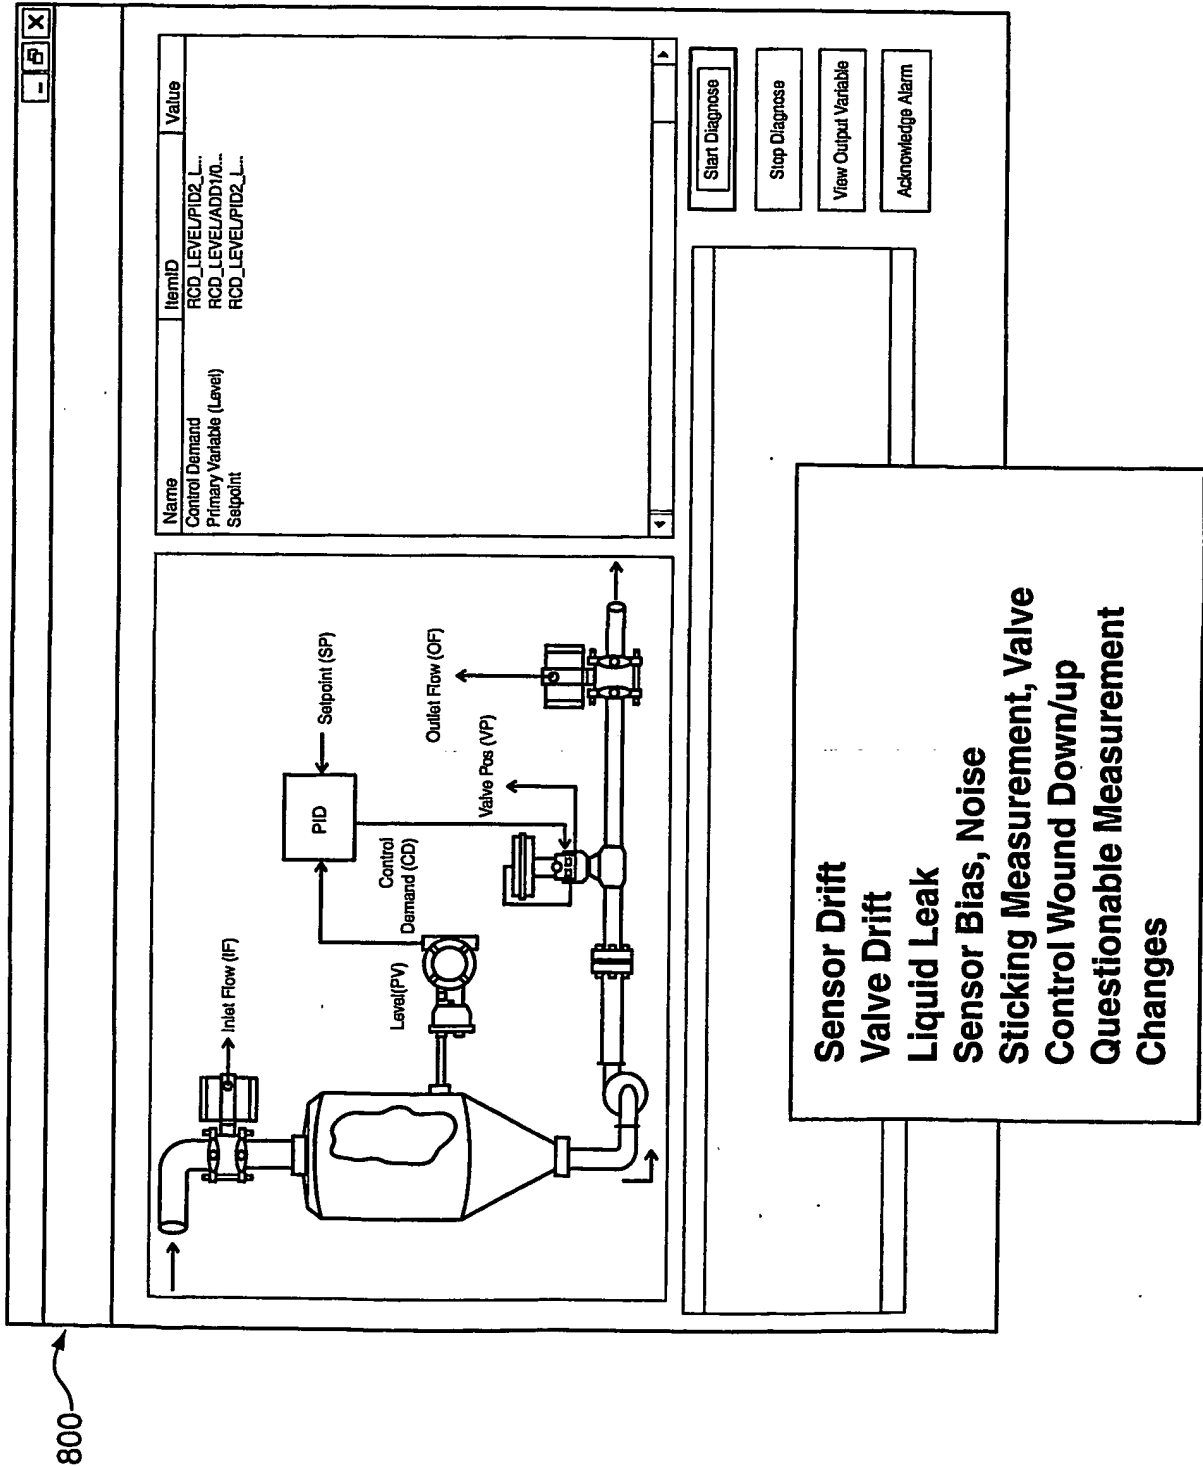 800
Inlet Flow (IF)
Level(PV)
Control
Demand (CD)
PID
Setpoint (SP)
Valve Pos (VP)
Outlet Flow (OF)
Name ItemID Value
Control Demand RCD_LEVEL/PID2_L...
Primary Variable (Level) RCD_LEVEL/ADD1/0...
Setpoint RCD_LEVEL/PID2_L...
Start Diagnose
Stop Diagnose
View Output Variable
Acknowledge Alarm
Sensor Drift
Valve Drift
Liquid Leak
Sensor Bias, Noise
Sticking Measurement, Valve
Control Wound Down/up
Questionable Measurement
Changes